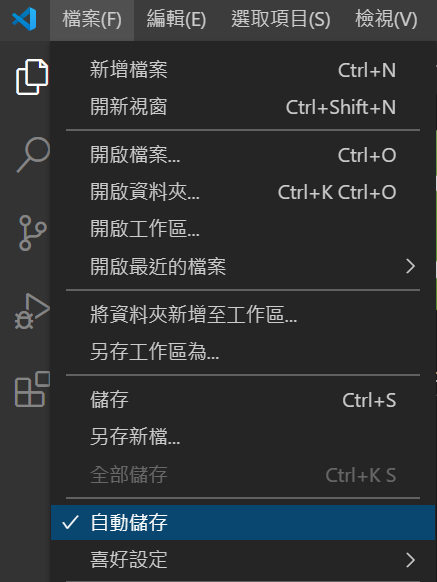 檔案(F) 編輯(E) 選取項目(S) 檢視(V)
新增檔案 Ctrl+N
開新視窗 Ctrl+Shift+N
開啟檔案... Ctrl+O
開啟資料夾... Ctrl+K Ctrl+O
開啟工作區...
開啟最近的檔案
將資料夾新增至工作區...
另存工作區為...
儲存 Ctrl+S
另存新檔...
全部儲存 Ctrl+K S
自動儲存
喜好設定